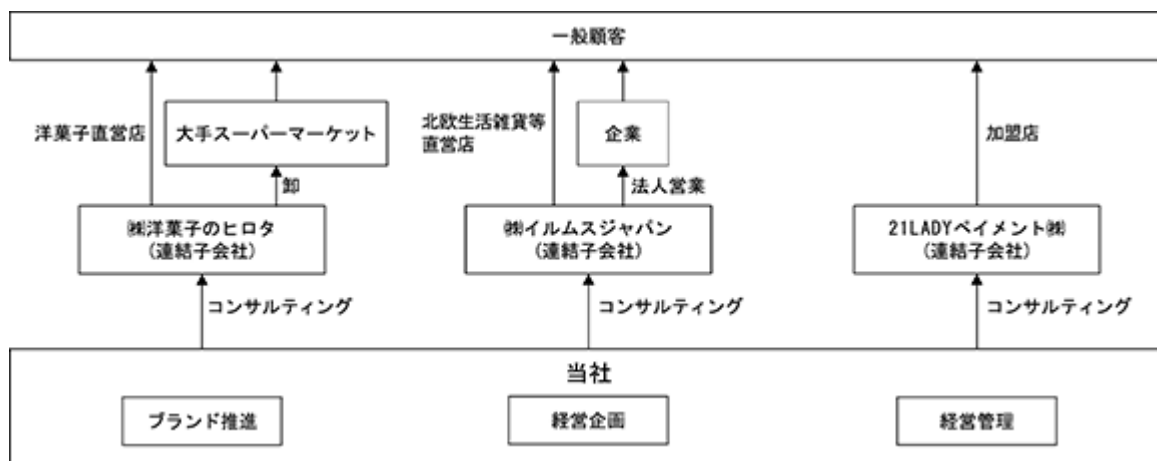 一般顧客
洋菓子直営店
大手スーパーマーケット
北欧生活雑貨等
直営店
企業
加盟店
卸
法人営業
㈱洋菓子のヒロタ
(連結子会社)
㈱イルムスジャパン
(連結子会社)
21LADYペイメント㈱
(連結子会社)
コンサルティング
コンサルティング
コンサルティング
当社
ブランド推進
経営企画
経営管理